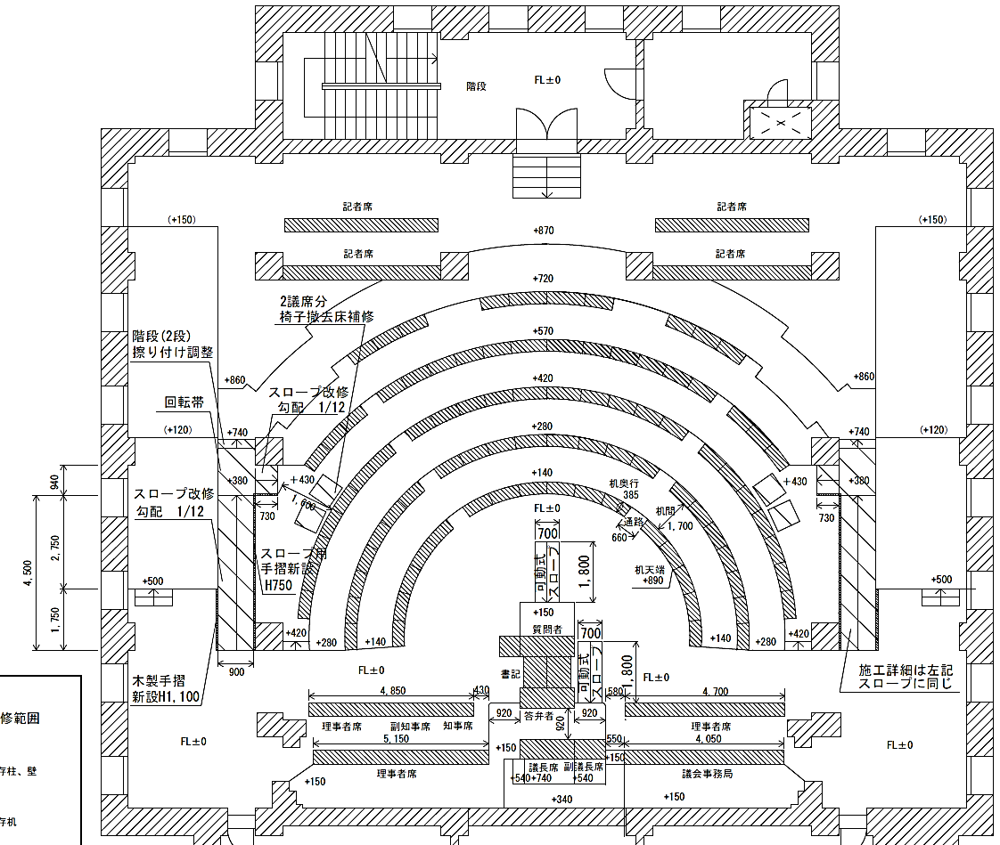 階段
FL±0
記者席
記者席
(+150)
(+150)
+870
記者席
記者席
+720
2議席分
椅子撤去床補修
階段(2段)
擦り付け調整
+570
+860
+860
+420
スロープ改修
勾配 1/12
回転帯
(+120)
+740
+280
+740
(+120)
940
+380
+430
+140
机奥行
385
+430
+380
スロープ改修
勾配 1/12
730
1,600
FL±0
机間
1,700
730
通路
660
700
4,500
2,750
スロープ用
手摺新設
H750
可動式
スロープ
1,800
机天端
+890
+500
+500
1,750
+150
質問者
700
+420
+280
+140
+140
+280
+420
900
FL±0
書記
可動式
スロープ
1,800
FL±0
施工詳細は左記
スロープに同じ
木製手摺
新設H1,100
4,850
430
580
4,700
修範囲
920
答弁者
920
920
理事者席
副知事席
知事席
理事者席
FL±0
5,150
+150
550
4,050
FL±0
+150
存柱、壁
理事者席
議長席
副議長席
議会事務局
+150
+540
+740
+540
+340
+150
存机